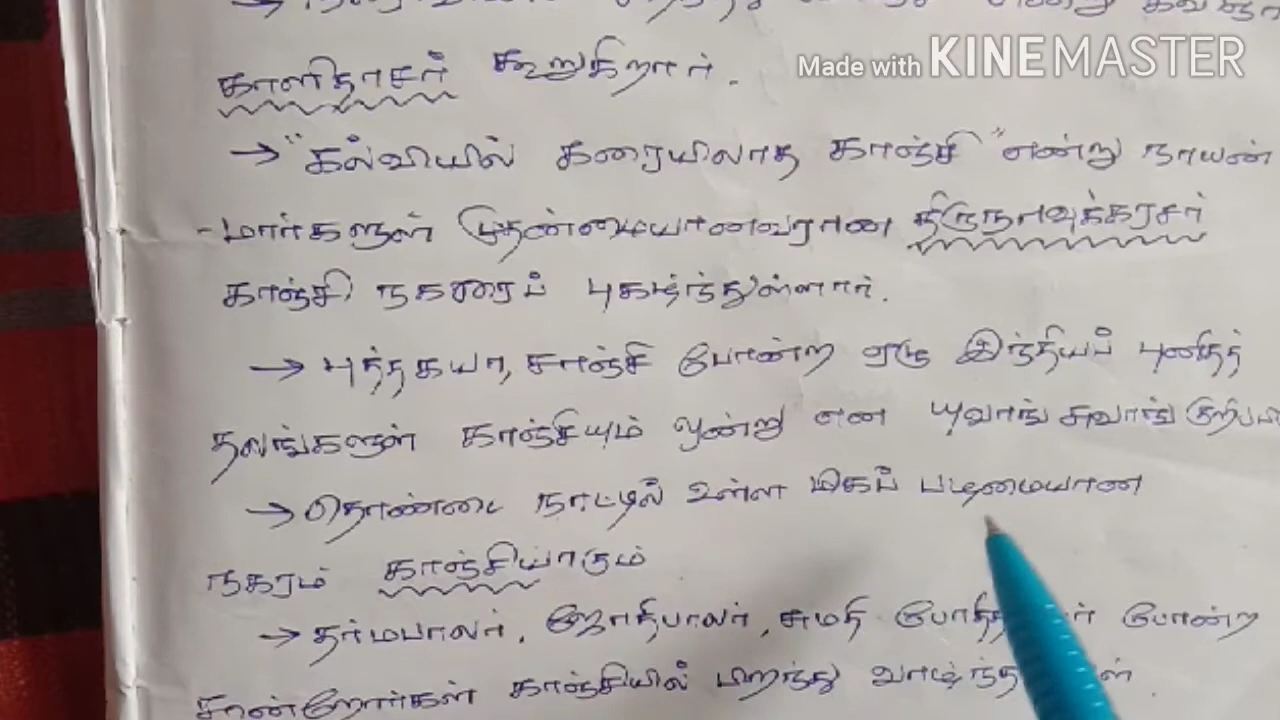 Made with KINEMASTER
காளிதாசர் கூறுகிறார்.
→ "கல்வியில் கரையிலாத காஞ்சி" என்று நாயன்
- மார்களுள் முதன்மையானவரான திருநாவுக்கரசர்
காஞ்சி நகரைப் புகழ்ந்துள்ளார்.
→ புத்தகயா, சாஞ்சி போன்ற ஏழு இந்தியப் புனிதத்
தலங்களுள் காஞ்சியும் ஒன்று என யுவாங் சுவாங்
→ தொண்டை நாட்டில் உள்ள மிகப் பழமையான
நகரம் காஞ்சியாகும்
→ தர்மபாலர், ஜோதிபாலர், சுமதி போன்ற
சான்றோர்கள் காஞ்சியில் பிறந்து